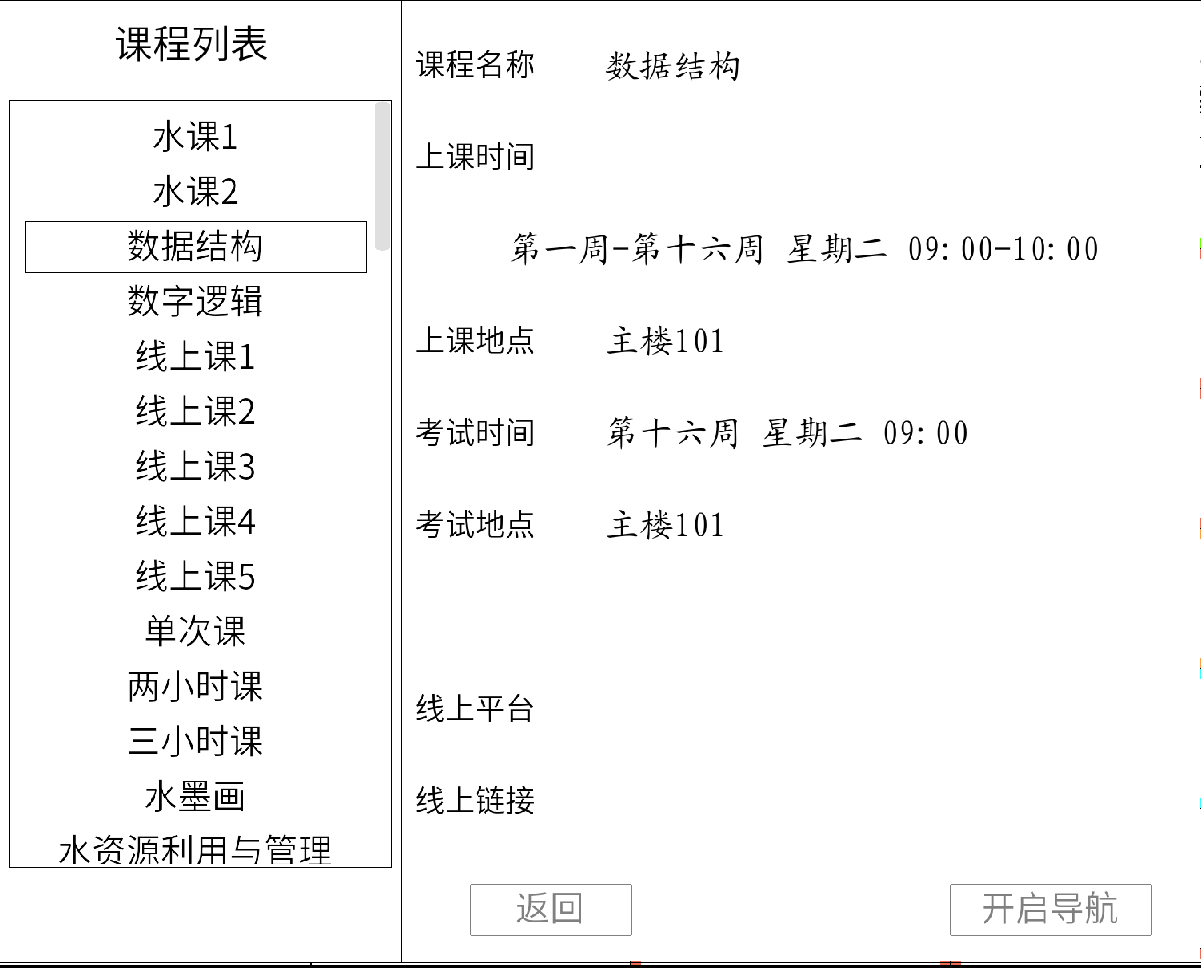 课程列表
水课1
水课2
数据结构
数字逻辑
线上课1
线上课2
线上课3
线上课4
线上课5
单次课
两小时课
三小时课
水墨画
水资源利用与管理
课程名称 数据结构
上课时间
第一周-第十六周 星期二 09:00-10:00
上课地点 主楼101
考试时间 第十六周 星期二 09:00
考试地点 主楼101
线上平台
线上链接
返回 开启导航